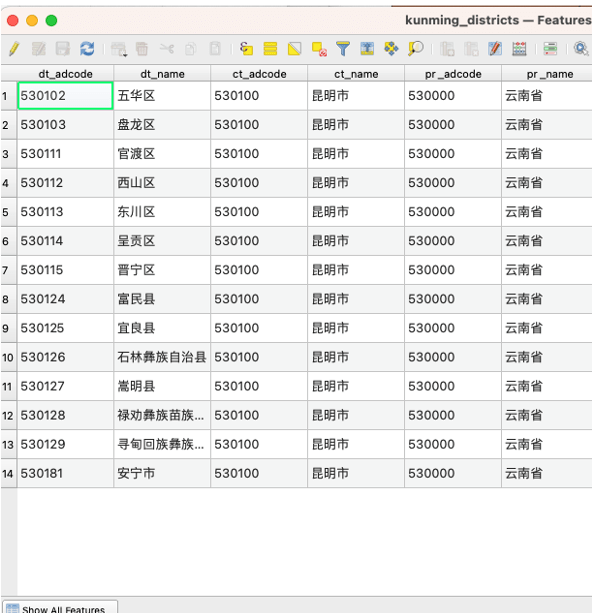 kunming_districts — Features
dt_adcode dt_name ct_adcode ct_name pr_adcode pr_name
1 530102 五华区 530100 昆明市 530000 云南省
2 530103 盘龙区 530100 昆明市 530000 云南省
3 530111 官渡区 530100 昆明市 530000 云南省
4 530112 西山区 530100 昆明市 530000 云南省
5 530113 东川区 530100 昆明市 530000 云南省
6 530114 呈贡区 530100 昆明市 530000 云南省
7 530115 晋宁区 530100 昆明市 530000 云南省
8 530124 富民县 530100 昆明市 530000 云南省
9 530125 宜良县 530100 昆明市 530000 云南省
10 530126 石林彝族自治县 530100 昆明市 530000 云南省
11 530127 嵩明县 530100 昆明市 530000 云南省
12 530128 禄劝彝族苗族... 530100 昆明市 530000 云南省
13 530129 寻甸回族彝族... 530100 昆明市 530000 云南省
14 530181 安宁市 530100 昆明市 530000 云南省
Show All Features